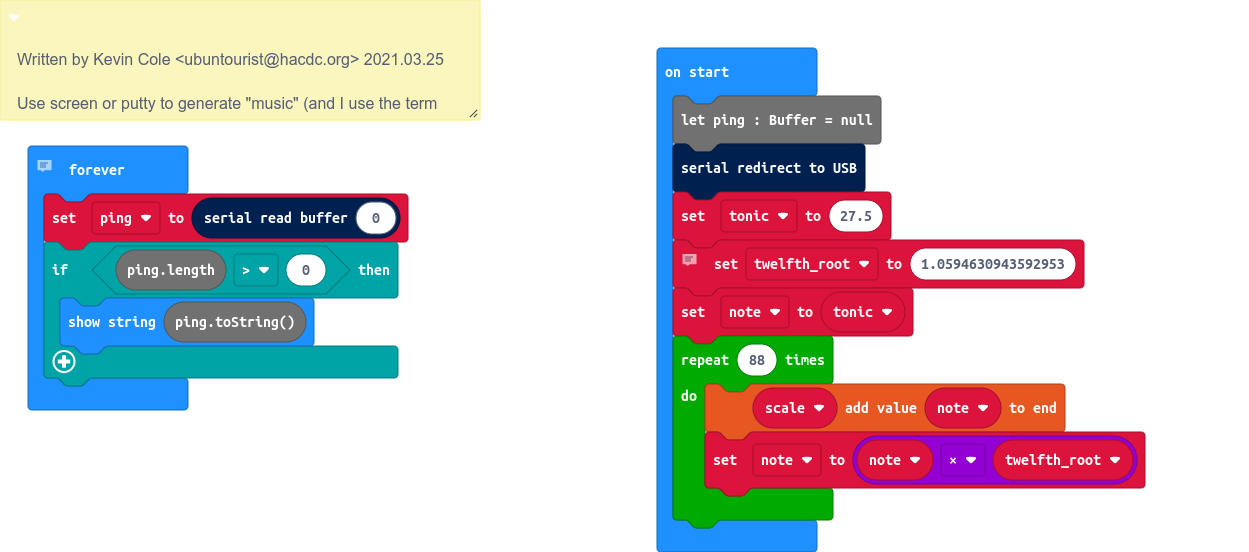 Written by Kevin Cole <ubuntourist@hacdc.org> 2021.03.25
Use screen or putty to generate "music" (and I use the term
forever
set ping to serial read buffer 0
if ping.length > 0 then
show string ping.toString()
on start
let ping : Buffer = null
serial redirect to USB
set tonic to 27.5
set twelfth_root to 1.0594630943592953
set note to tonic
repeat 88 times
do
scale add value note to end
set note to note × twelfth_root